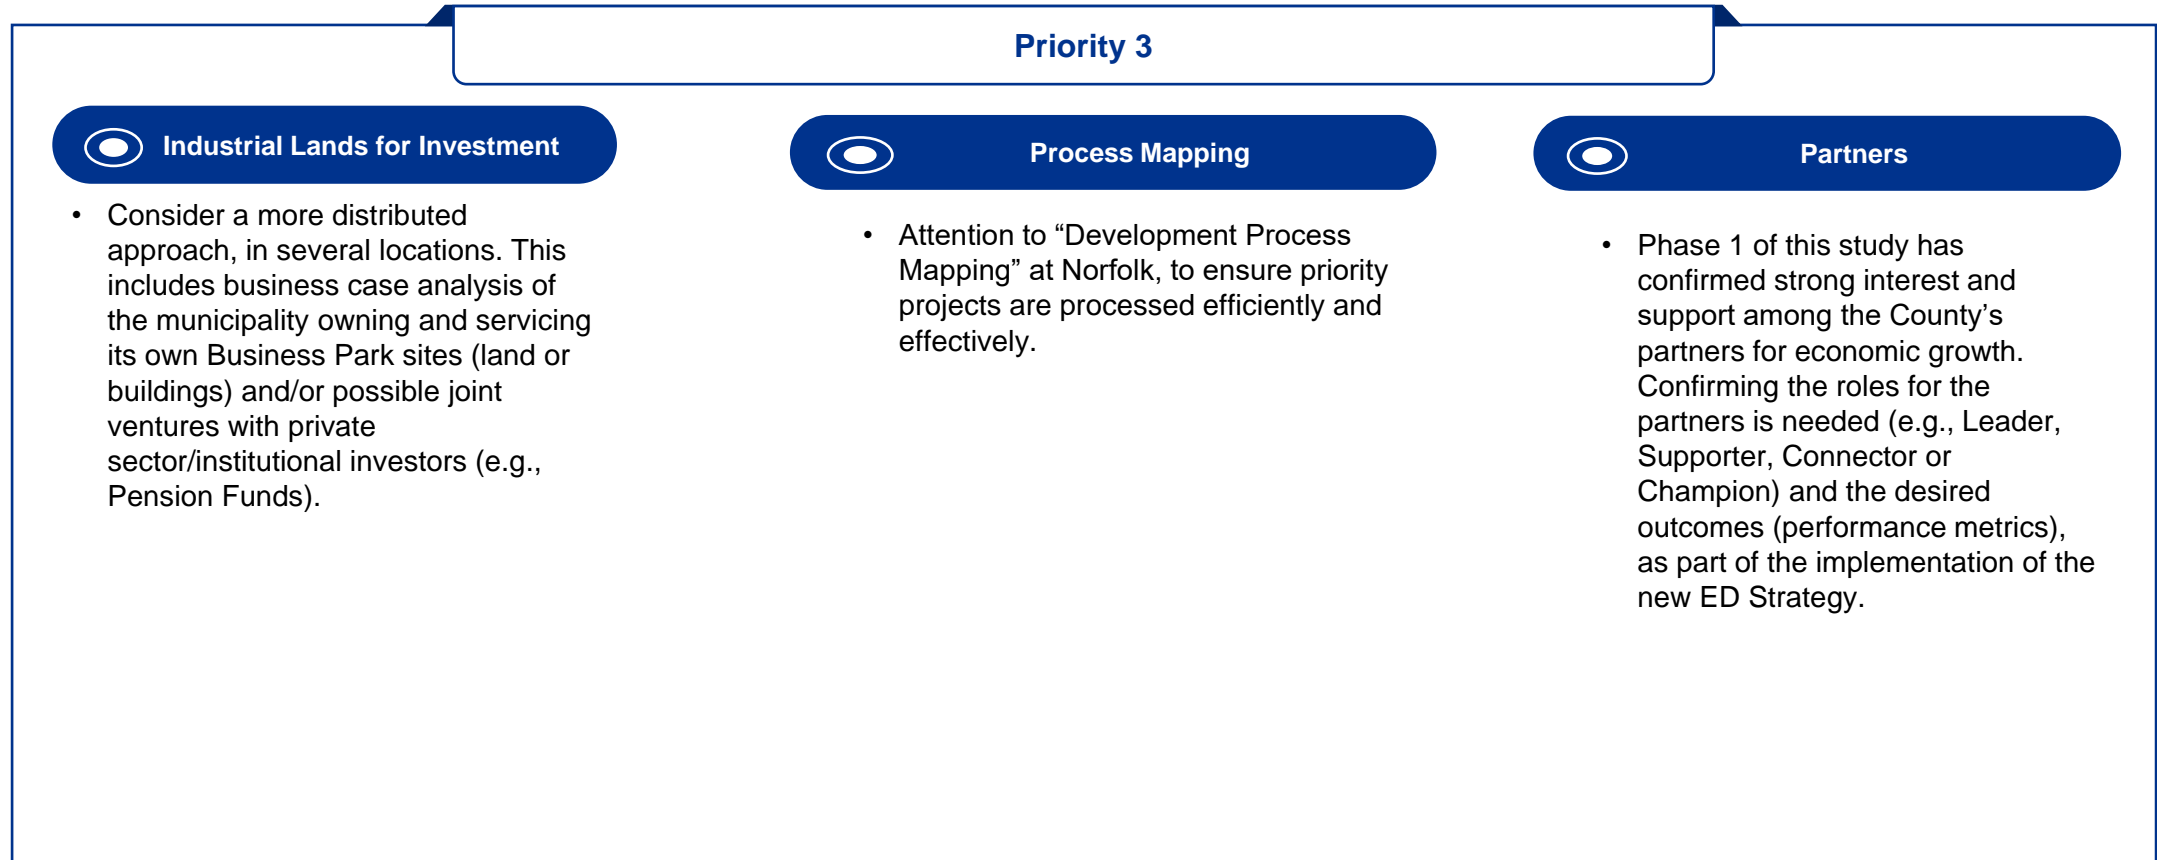 Priority 3
Industrial Lands for Investment
• Consider a more distributed
approach, in several locations. This
includes business case analysis of
the municipality owning and servicing
its own Business Park sites (land or
buildings) and/or possible joint
ventures with private
sector/institutional investors (e.g.,
Pension Funds).
Process Mapping
• Attention to “Development Process
Mapping” at Norfolk, to ensure priority
projects are processed efficiently and
effectively.
Partners
• Phase 1 of this study has
confirmed strong interest and
support among the County’s
partners for economic growth.
Confirming the roles for the
partners is needed (e.g., Leader,
Supporter, Connector or
Champion) and the desired
outcomes (performance metrics),
as part of the implementation of the
new ED Strategy.